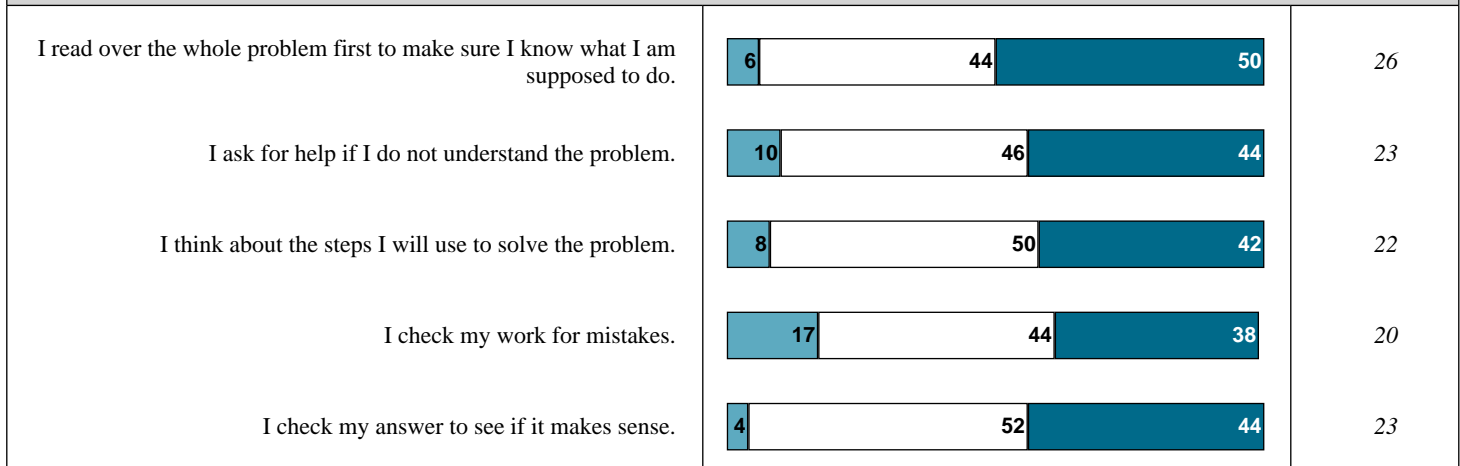 I read over the whole problem first to make sure I know what I am
supposed to do.
6 44 50 26
I ask for help if I do not understand the problem.
10 46 44 23
I think about the steps I will use to solve the problem.
8 50 42 22
I check my work for mistakes.
17 44 38 20
I check my answer to see if it makes sense.
4 52 44 23